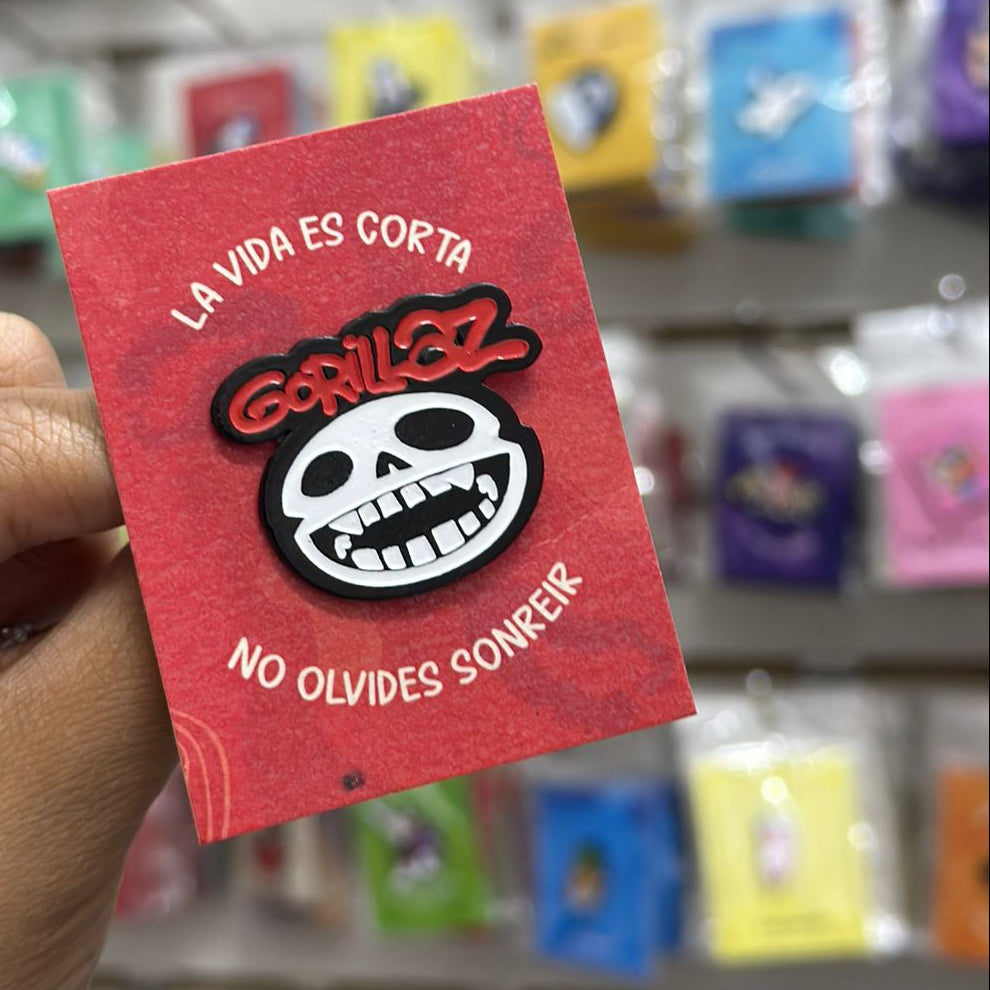 LA VIDA ES CORTA
GORILLAZ
NO OLVIDES SONREIR